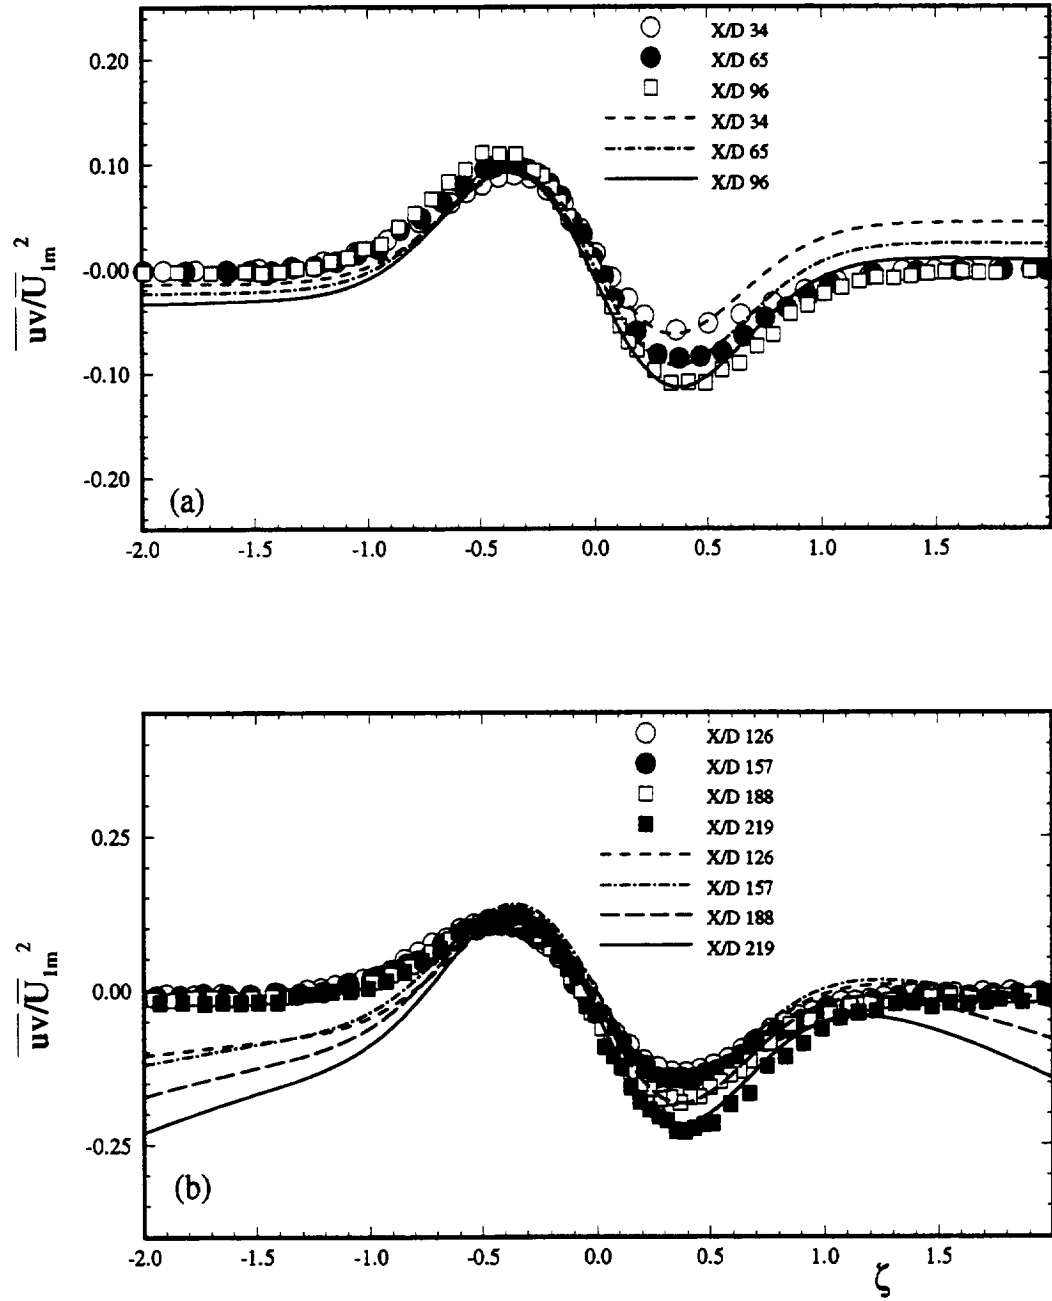 0.20
0.10
-0.00
-0.10
-0.20
uv/U1m2
X/D 34
X/D 65
X/D 96
X/D 34
X/D 65
X/D 96
(a)
-2.0 -1.5 -1.0 -0.5 0.0 0.5 1.0 1.5
0.25
0.00
-0.25
uv/U1m2
X/D 126
X/D 157
X/D 188
X/D 219
X/D 126
X/D 157
X/D 188
X/D 219
(b)
-2.0 -1.5 -1.0 -0.5 0.0 0.5 1.0 1.5
ζ